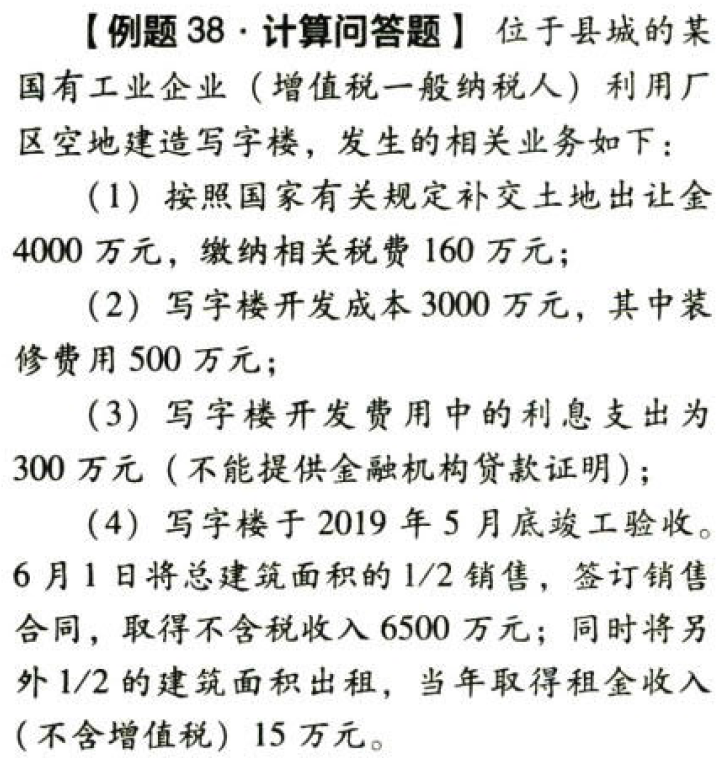 【例题 38·计算问答题】 位于县城的某
国有工业企业（增值税一般纳税人）利用厂
区空地建造写字楼，发生的相关业务如下：
（1）按照国家有关规定补交土地出让金
4000 万元，缴纳相关税费 160 万元；
（2）写字楼开发成本 3000 万元，其中装
修费用 500 万元；
（3）写字楼开发费用中的利息支出为
300 万元（不能提供金融机构贷款证明）；
（4）写字楼于 2019 年 5 月底竣工验收。
6 月 1 日将总建筑面积的 1/2 销售，签订销售
合同，取得不含税收入 6500 万元；同时将另
外 1/2 的建筑面积出租，当年取得租金收入
（不含增值税）15 万元。